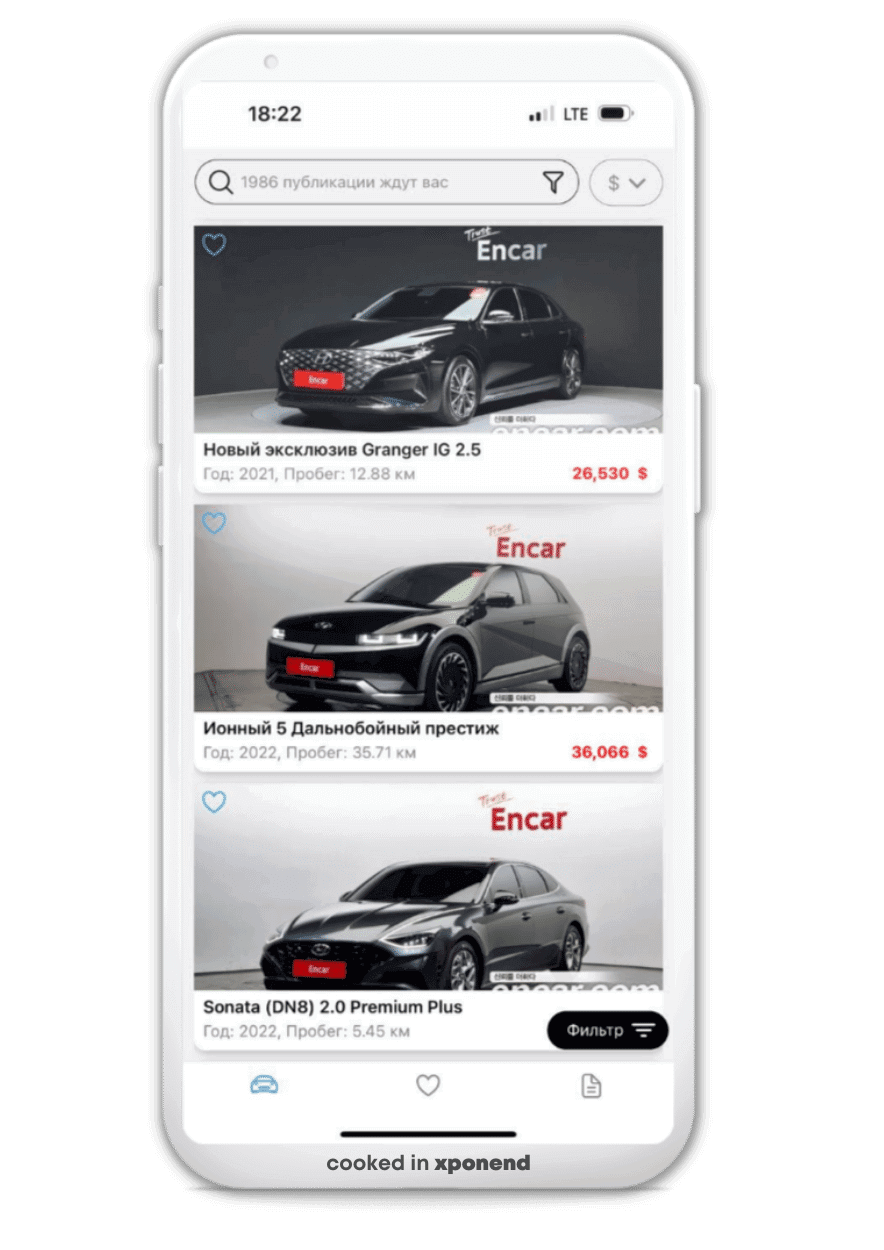 18:22
LTE
1986 публикации ждут вас
$
Encar
Encar
encar.com
Новый эксклюзив Granger IG 2.5
Год: 2021, Пробег: 12.88 км
26,530 $
Encar
Encar
encar.com
Ионный 5 Дальнобойный престиж
Год: 2022, Пробег: 35.71 км
36,066 $
Encar
Encar
encar.com
Sonata (DN8) 2.0 Premium Plus
Год: 2022, Пробег: 5.45 км
Фильтр
cooked in xponend